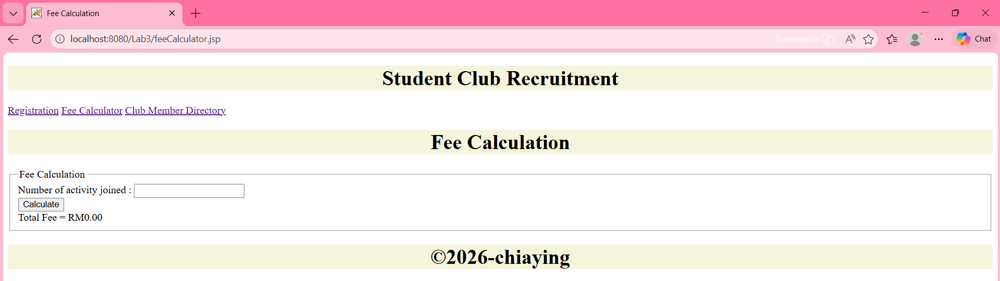 Fee Calculation
localhost:8080/Lab3/feeCalculator.jsp
Summarize
A
Chat
Student Club Recruitment
Registration Fee Calculator Club Member Directory
Fee Calculation
Fee Calculation
Number of activity joined :
Calculate
Total Fee = RM0.00
©2026-chiaying